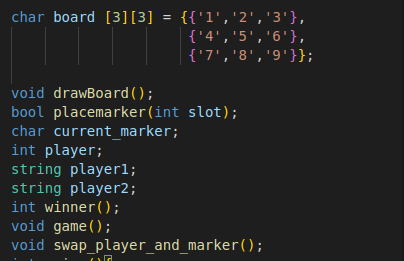 char board [3][3] = {{'1','2','3'},
{'4','5','6'},
{'7','8','9'}};
void drawBoard();
bool placemarker(int slot);
char current_marker;
int player;
string player1;
string player2;
int winner();
void game();
void swap_player_and_marker();